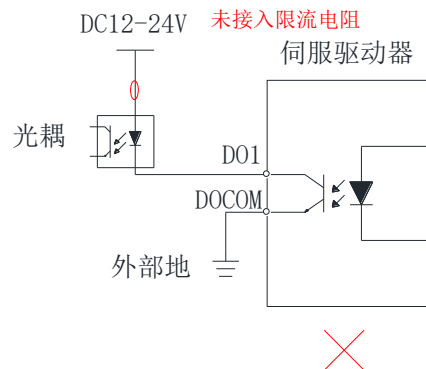 DC12-24V
未接入限流电阻
伺服驱动器
光耦
DO1
DOCOM
外部地